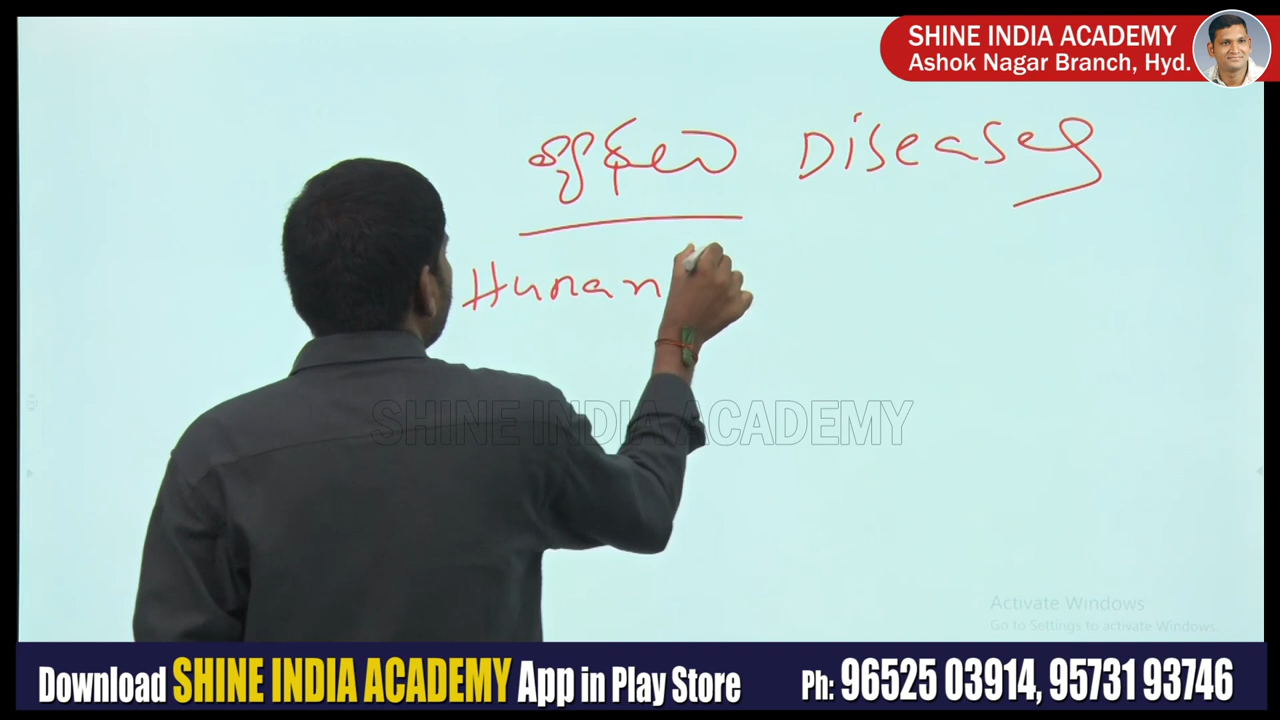 SHINE INDIA ACADEMY
Ashok Nagar Branch, Hyd.
వ్యాధులు Diseases
Human
SHINE INDIA ACADEMY
Activate Windows
Go to Settings to activate Windows.
Download SHINE INDIA ACADEMY App in Play Store Ph: 96525 03914, 95731 93746